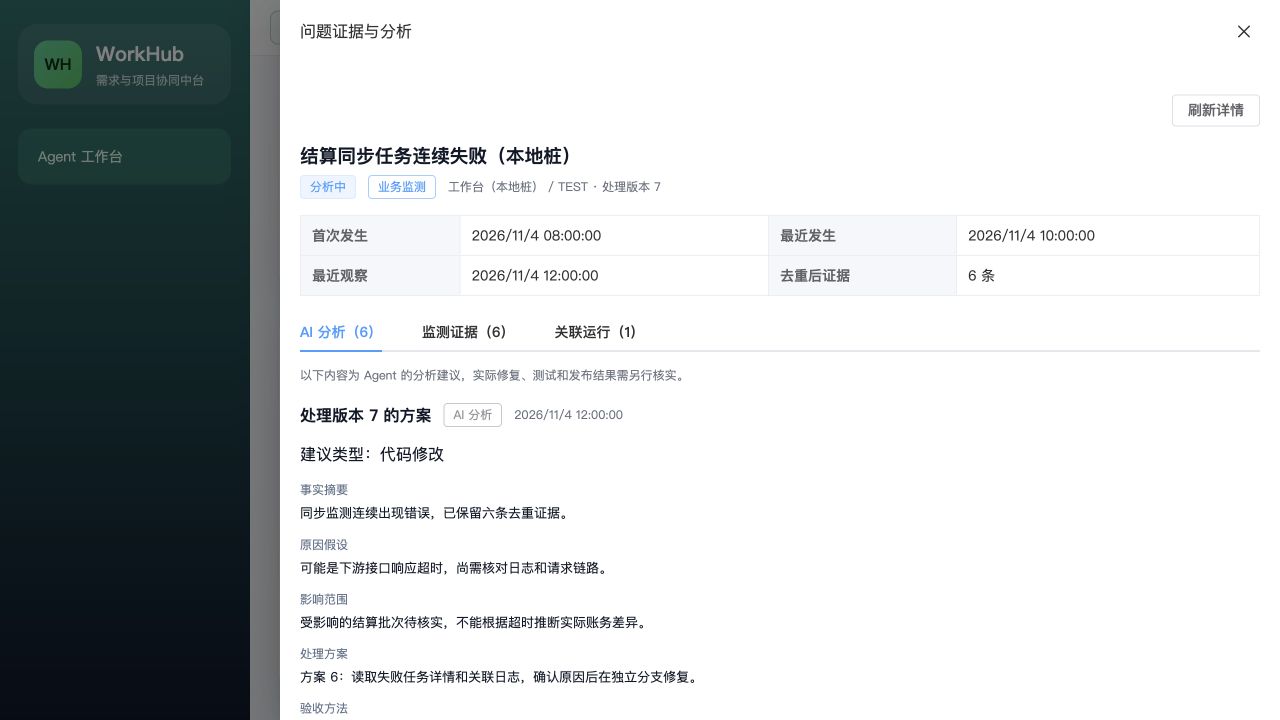 WH
WorkHub
需求与项目协同中台
Agent 工作台
问题证据与分析
刷新详情
结算同步任务连续失败（本地桩）
分析中 业务监测 工作台（本地桩） / TEST · 处理版本 7
首次发生 2026/11/4 08:00:00 最近发生 2026/11/4 10:00:00
最近观察 2026/11/4 12:00:00 去重后证据 6 条
AI 分析（6） 监测证据（6） 关联运行（1）
以下内容为 Agent 的分析建议，实际修复、测试和发布结果需另行核实。
处理版本 7 的方案 AI 分析 2026/11/4 12:00:00
建议类型：代码修改
事实摘要
同步监测连续出现错误，已保留六条去重证据。
原因假设
可能是下游接口响应超时，尚需核对日志和请求链路。
影响范围
受影响的结算批次待核实，不能根据超时推断实际账务差异。
处理方案
方案 6：读取失败任务详情和关联日志，确认原因后在独立分支修复。
验收方法